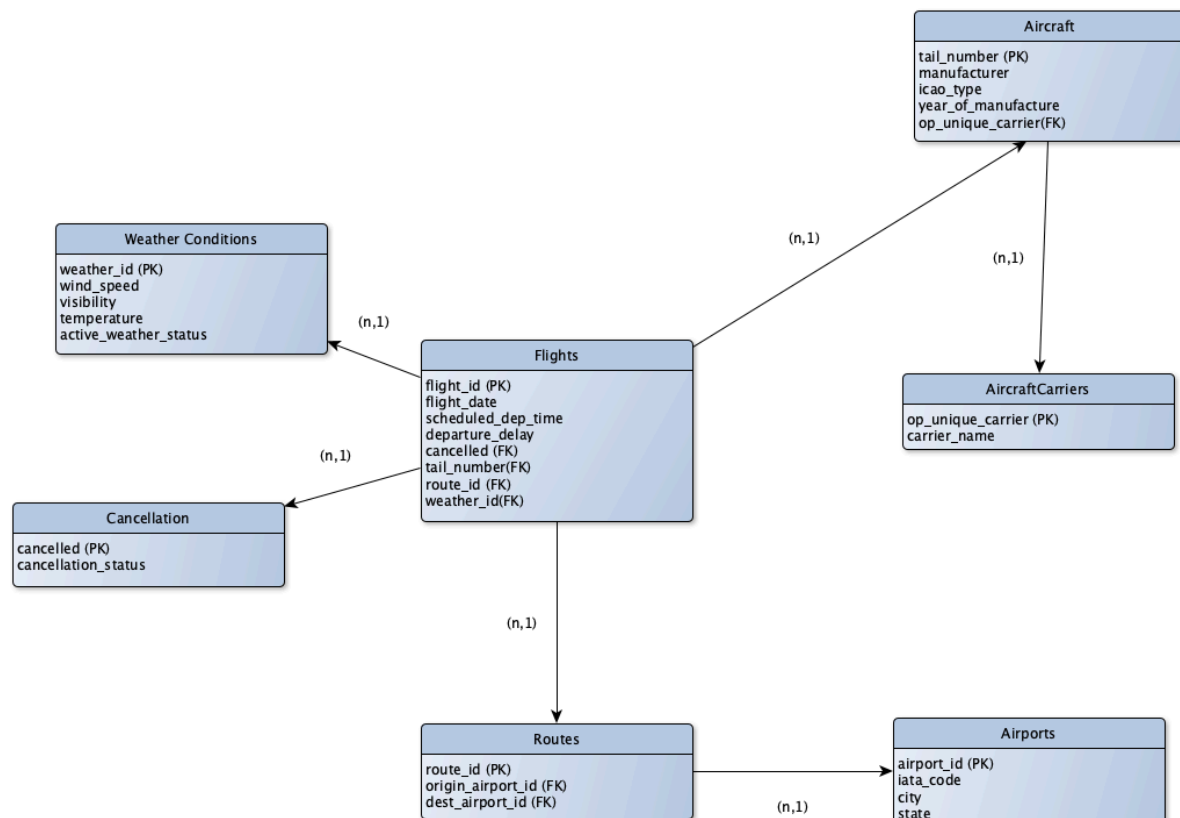 Aircraft
tail_number (PK)
manufacturer
icao_type
year_of_manufacture
op_unique_carrier(FK)
(n,1)
(n,1)
Weather Conditions
weather_id (PK)
wind_speed
visibility
temperature
active_weather_status
(n,1)
Flights
flight_id (PK)
flight_date
scheduled_dep_time
departure_delay
cancelled (FK)
tail_number(FK)
route_id (FK)
weather_id(FK)
AircraftCarriers
op_unique_carrier (PK)
carrier_name
(n,1)
Cancellation
cancelled (PK)
cancellation_status
(n,1)
Routes
route_id (PK)
origin_airport_id (FK)
dest_airport_id (FK)
(n,1)
Airports
airport_id (PK)
iata_code
city
state